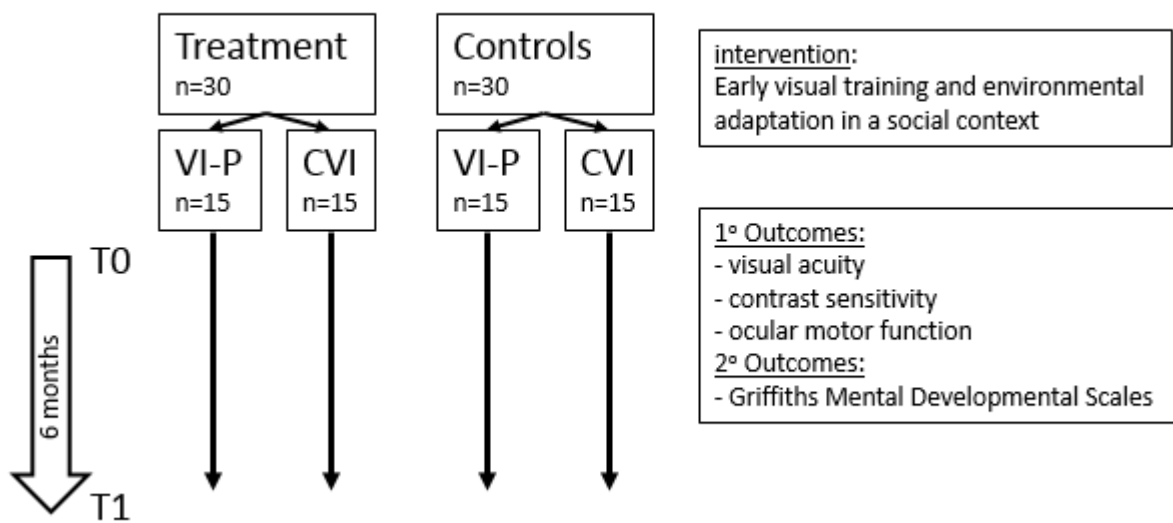 Treatment
n=30
Controls
n=30
VI-P
n=15
CVI
n=15
VI-P
n=15
CVI
n=15
T0
6 months
T1
intervention:
Early visual training and environmental
adaptation in a social context
1º Outcomes:
- visual acuity
- contrast sensitivity
- ocular motor function
2º Outcomes:
- Griffiths Mental Developmental Scales